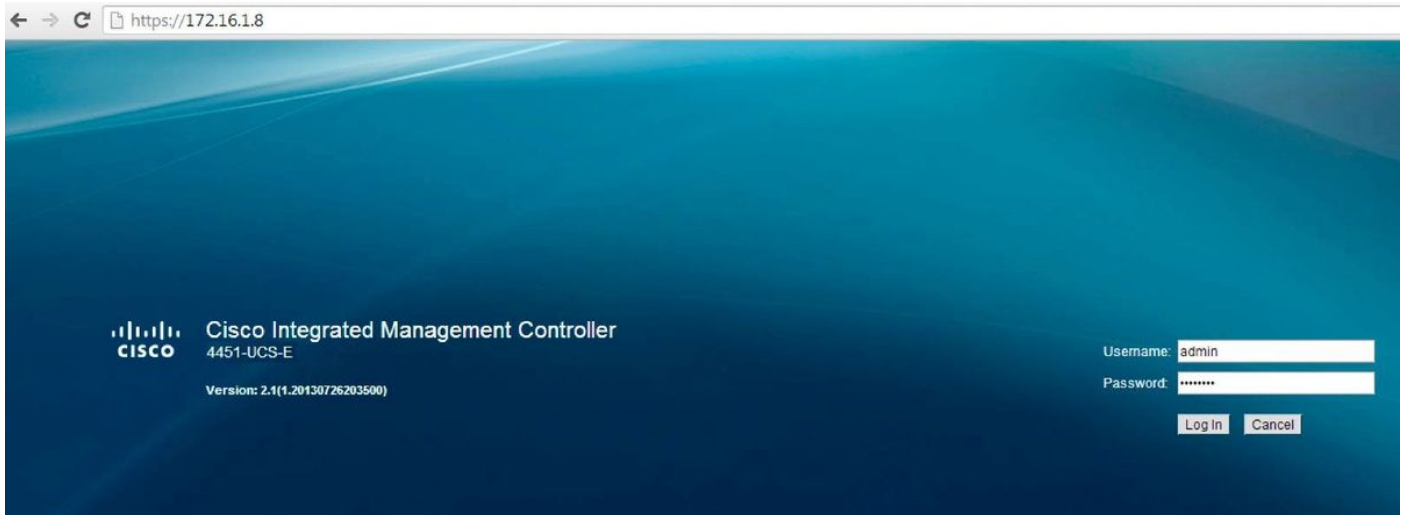 https://172.16.1.8
CISCO
Cisco Integrated Management Controller
4451-UCS-E
Version: 2.1(1.20130726203500)
Username: admin
Password: ••••••••
Log In Cancel